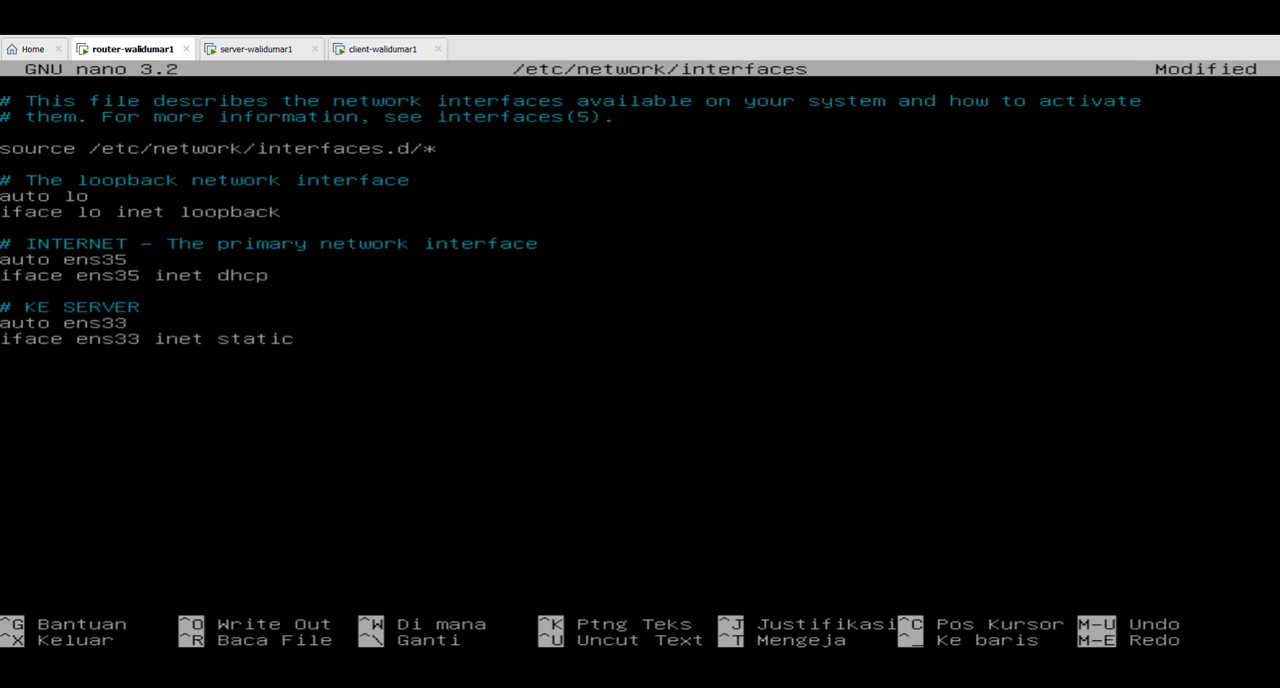 Home
router-walidumar1
server-walidumar1
client-walidumar1
GNU nano 3.2 /etc/network/interfaces Modified
# This file describes the network interfaces available on your system and how to activate
# them. For more information, see interfaces(5).
source /etc/network/interfaces.d/*
# The loopback network interface
auto lo
iface lo inet loopback
# INTERNET - The primary network interface
auto ens35
iface ens35 inet dhcp
# KE SERVER
auto ens33
iface ens33 inet static
^G Bantuan ^O Write Out ^W Di mana ^K Ptng Teks ^J Justifikasi ^C Pos Kursor M-U Undo
^X Keluar ^R Baca File ^\ Ganti ^U Uncut Text ^T Mengeja ^_ Ke baris M-E Redo